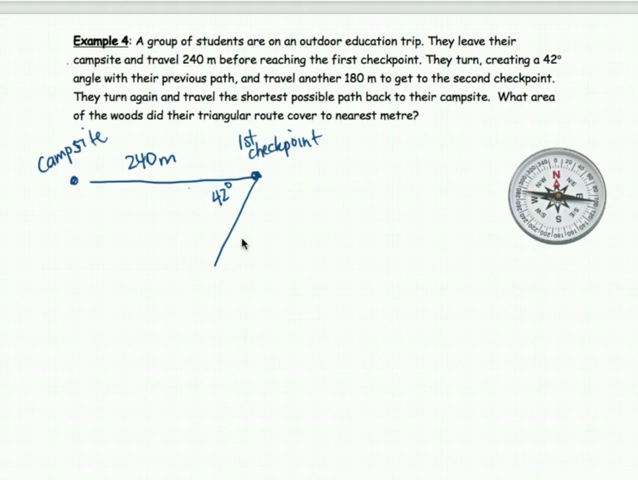 Example 4: A group of students are on an outdoor education trip. They leave their
campsite and travel 240 m before reaching the first checkpoint. They turn, creating a 42°
angle with their previous path, and travel another 180 m to get to the second checkpoint.
They turn again and travel the shortest possible path back to their campsite. What area
of the woods did their triangular route cover to nearest metre?
campsite
240m
1st
checkpoint
42°
N
W
E
S